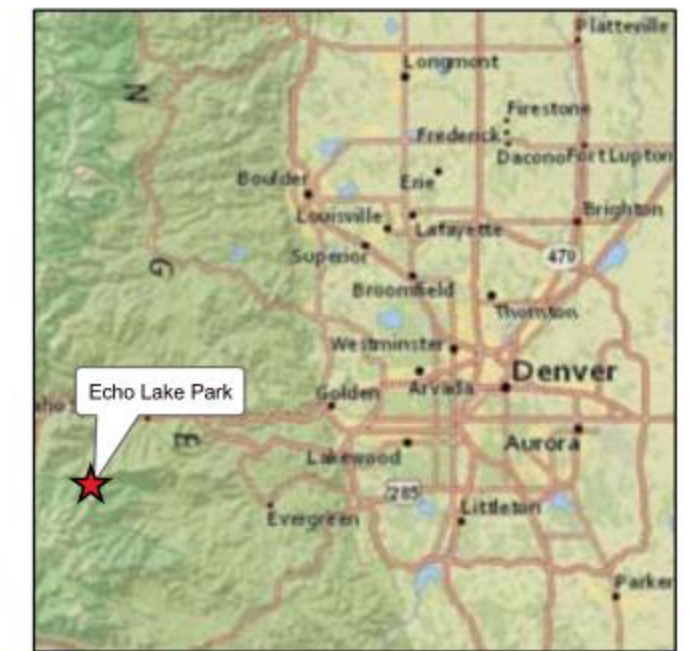 Platteville
Longmont
N
Firestone
Frederick
Dacono
Fort Lupton
Boulder
Erie
Louisville
Lafayette
Brighton
Superior
470
G
Broomfield
Thornton
Westminster
Denver
Echo Lake Park
Golden
Arvada
E
Aurora
Lakewood
285
Evergreen
Littleton
Parker